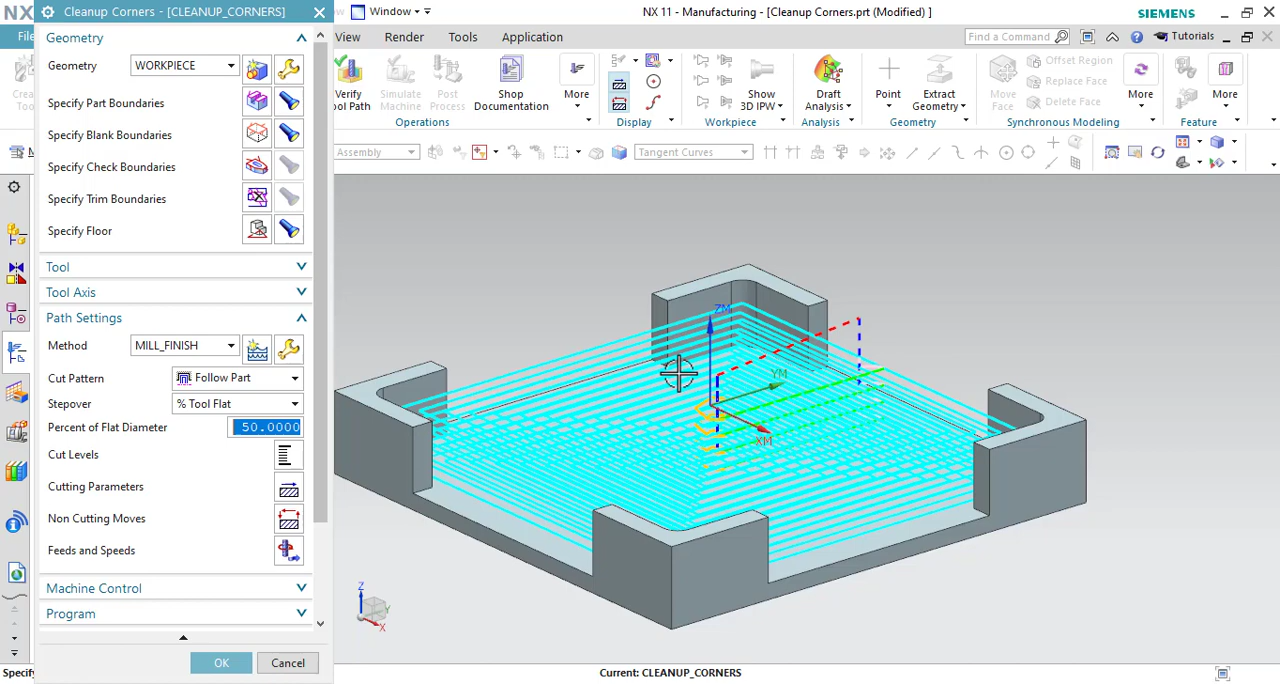 NX
Cleanup Corners - [CLEANUP_CORNERS]
Window
NX 11 - Manufacturing - [Cleanup Corners.prt (Modified) ]
SIEMENS
File
View
Render
Tools
Application
Find a Command
Tutorials
Verify
Tool Path
Simulate
Machine
Post
Process
Shop
Documentation
More
Show
3D IPW
Draft
Analysis
Point
Extract
Geometry
Move
Face
Offset Region
Replace Face
Delete Face
More
More
Operations
Display
Workpiece
Analysis
Geometry
Synchronous Modeling
Feature
Assembly
Tangent Curves
Geometry
Geometry
WORKPIECE
Specify Part Boundaries
Specify Blank Boundaries
Specify Check Boundaries
Specify Trim Boundaries
Specify Floor
Tool
Tool Axis
Path Settings
Method
MILL_FINISH
Cut Pattern
Follow Part
Stepover
% Tool Flat
Percent of Flat Diameter
50.0000
Cut Levels
Cutting Parameters
Non Cutting Moves
Feeds and Speeds
Machine Control
Program
OK
Cancel
ZM
YM
XM
Z
Y
X
Specify
Current: CLEANUP_CORNERS